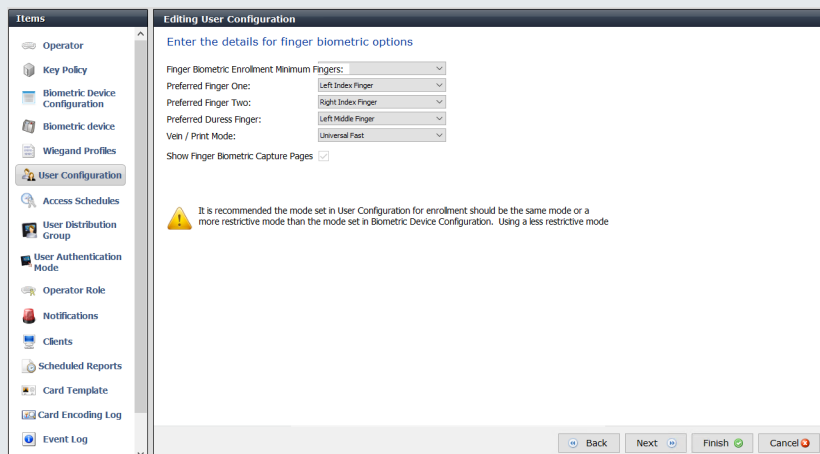 Items
Operator
Key Policy
Biometric Device
Configuration
Biometric device
Wiegand Profiles
User Configuration
Access Schedules
User Distribution
Group
User Authentication
Mode
Operator Role
Notifications
Clients
Scheduled Reports
Card Template
Card Encoding Log
Event Log
Editing User Configuration
Enter the details for finger biometric options
Finger Biometric Enrollment Minimum Fingers:
Preferred Finger One: Left Index Finger
Preferred Finger Two: Right Index Finger
Preferred Duress Finger: Left Middle Finger
Vein / Print Mode: Universal Fast
Show Finger Biometric Capture Pages
It is recommended the mode set in User Configuration for enrollment should be the same mode or a
more restrictive mode than the mode set in Biometric Device Configuration. Using a less restrictive mode
Back Next Finish Cancel